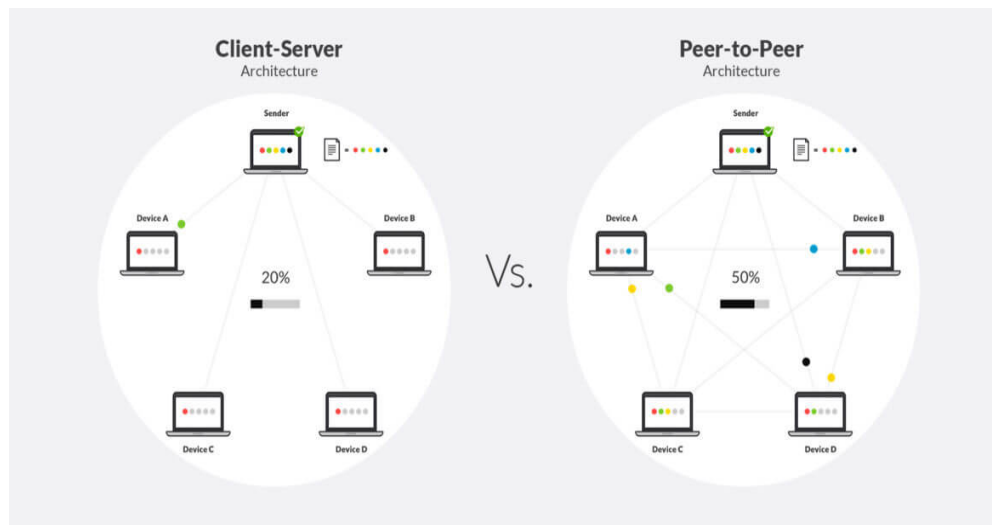 Client-Server
Architecture
Sender
=
Device A
Device B
20%
Device C
Device D
Vs.
Peer-to-Peer
Architecture
Sender
=
Device A
Device B
50%
Device C
Device D